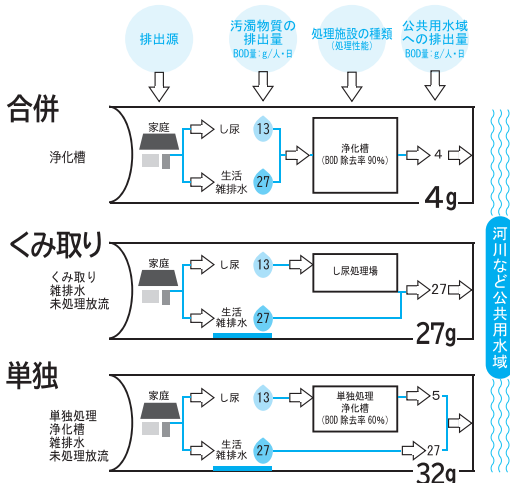 排出源
汚濁物質の
排出量
BOD量:g/人・日
処理施設の種類
(処理性能)
公共用水域
への排出量
BOD量:g/人・日
合併
浄化槽
家庭
し尿
13
生活
雑排水
27
浄化槽
(BOD 除去率 90%)
4
4g
くみ取り
くみ取り
雑排水
未処理放流
家庭
し尿
13
生活
雑排水
27
し尿処理場
27
27g
単独
単独処理
浄化槽
雑排水
未処理放流
家庭
し尿
13
生活
雑排水
27
単独処理
浄化槽
(BOD 除去率 60%)
5
27
32g
河川など公共用水域